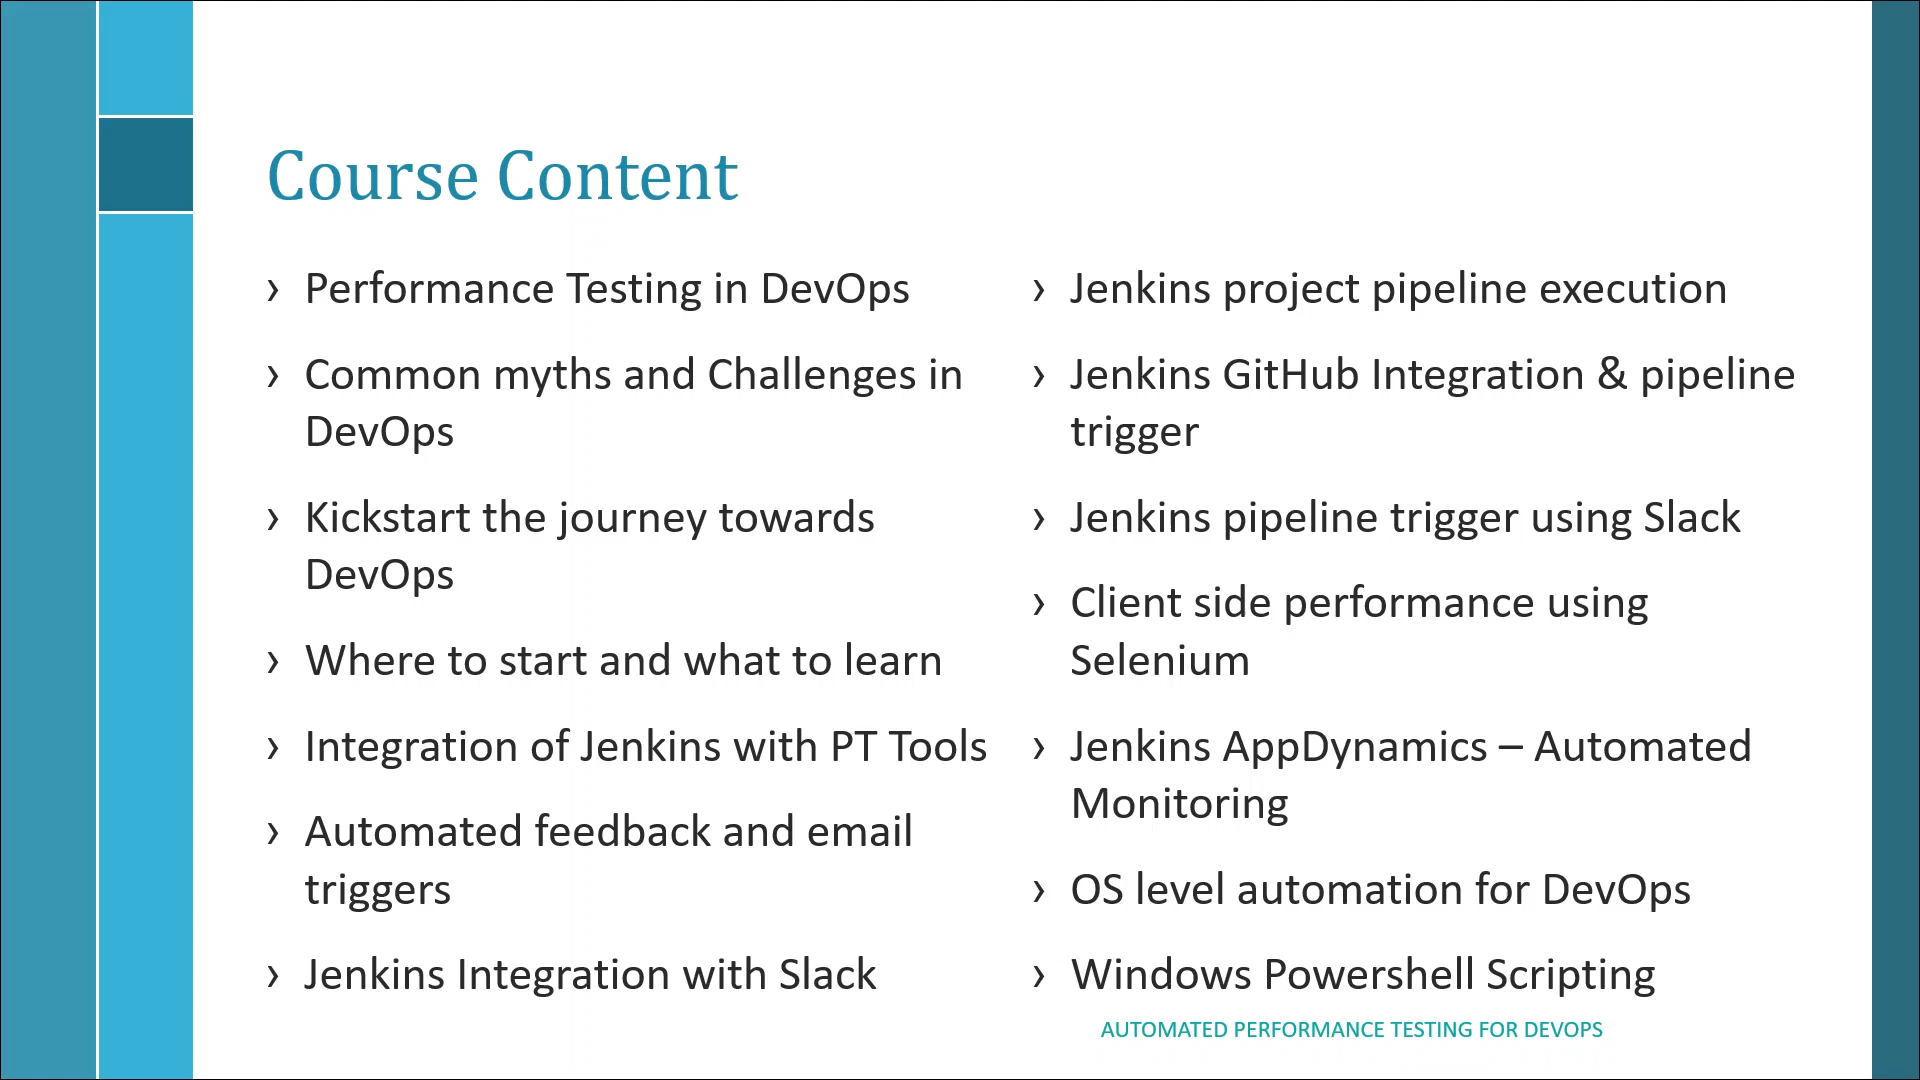 Course Content
› Performance Testing in DevOps
› Common myths and Challenges in
DevOps
› Kickstart the journey towards
DevOps
› Where to start and what to learn
› Integration of Jenkins with PT Tools
› Automated feedback and email
triggers
› Jenkins Integration with Slack
› Jenkins project pipeline execution
› Jenkins GitHub Integration & pipeline
trigger
› Jenkins pipeline trigger using Slack
› Client side performance using
Selenium
› Jenkins AppDynamics – Automated
Monitoring
› OS level automation for DevOps
› Windows Powershell Scripting
AUTOMATED PERFORMANCE TESTING FOR DEVOPS